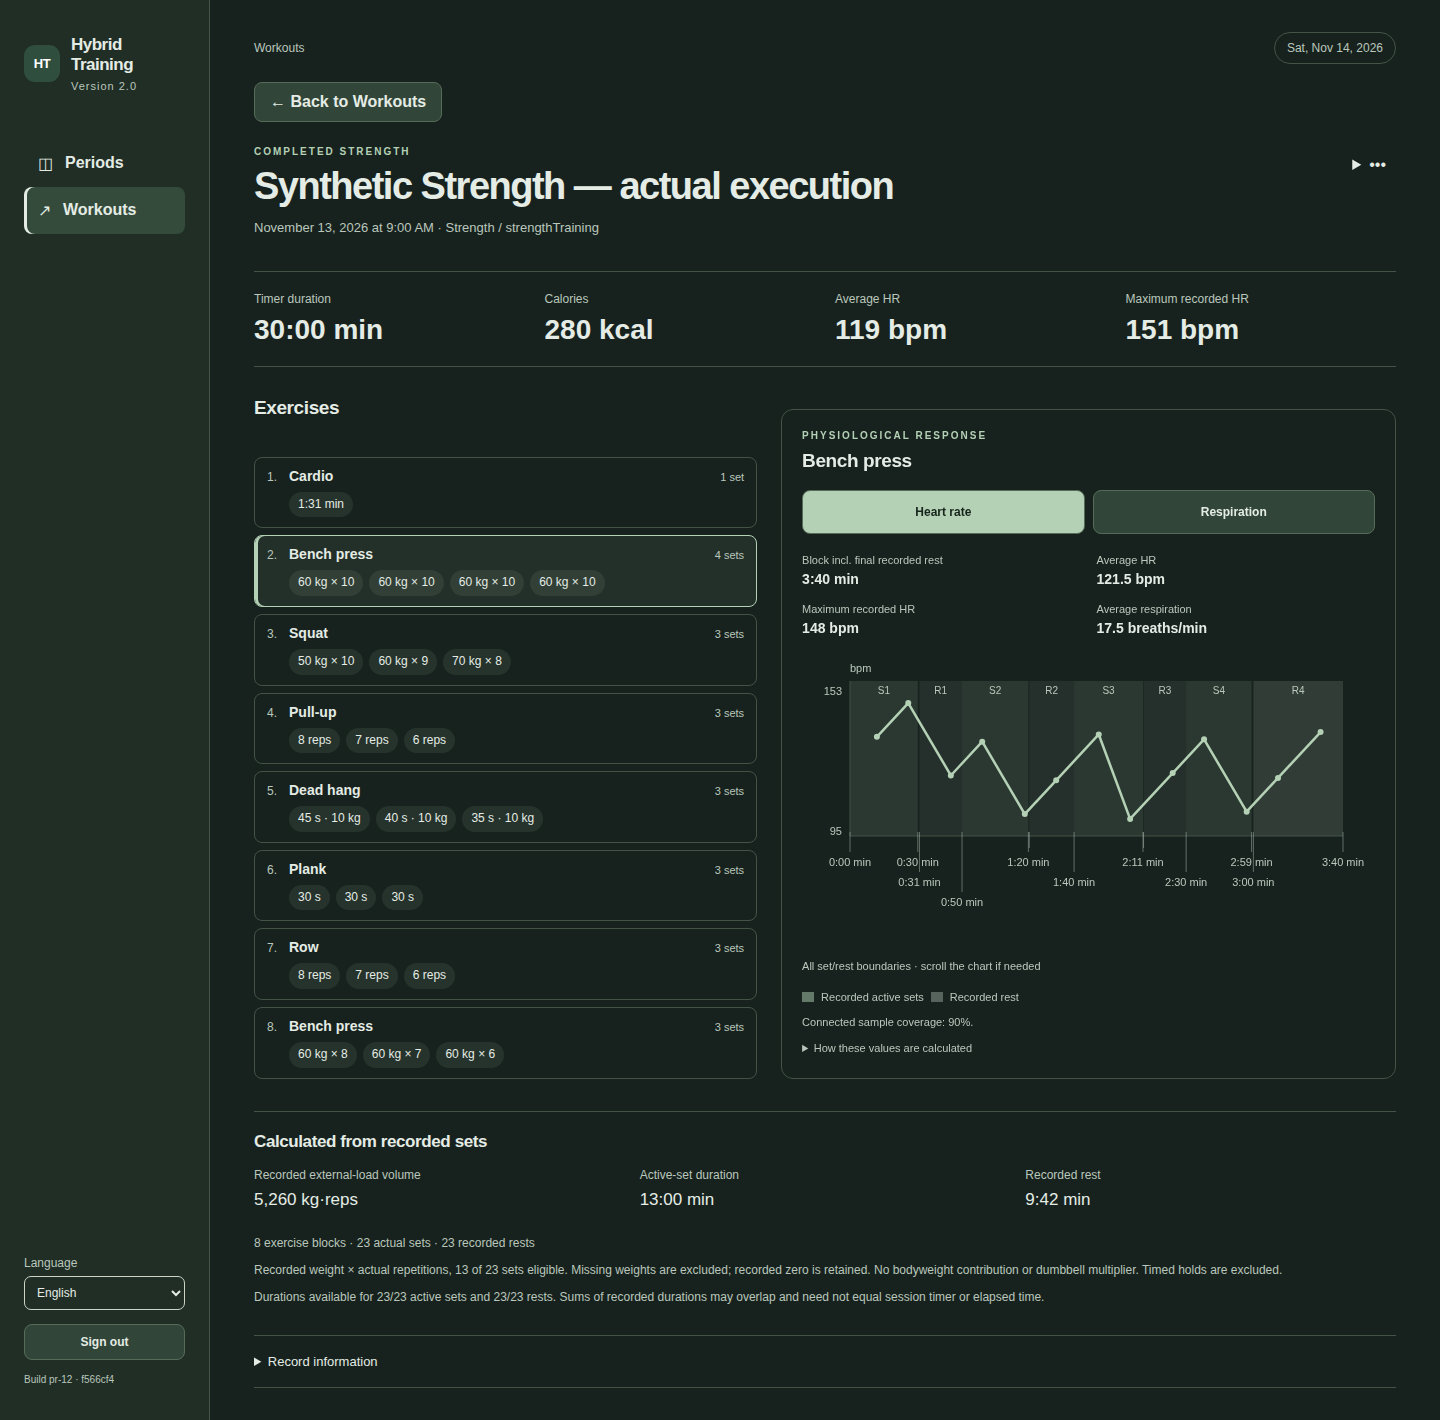 HT
Hybrid
Training
Version 2.0
Periods
Workouts
Language
English
Sign out
Build pr-12 · f566cf4
Workouts
Sat, Nov 14, 2026
← Back to Workouts
COMPLETED STRENGTH
Synthetic Strength — actual execution
•••
November 13, 2026 at 9:00 AM · Strength / strengthTraining
Timer duration
30:00 min
Calories
280 kcal
Average HR
119 bpm
Maximum recorded HR
151 bpm
Exercises
1. Cardio 1 set
1:31 min
2. Bench press 4 sets
60 kg × 10 60 kg × 10 60 kg × 10 60 kg × 10
3. Squat 3 sets
50 kg × 10 60 kg × 9 70 kg × 8
4. Pull-up 3 sets
8 reps 7 reps 6 reps
5. Dead hang 3 sets
45 s · 10 kg 40 s · 10 kg 35 s · 10 kg
6. Plank 3 sets
30 s 30 s 30 s
7. Row 3 sets
8 reps 7 reps 6 reps
8. Bench press 3 sets
60 kg × 8 60 kg × 7 60 kg × 6
PHYSIOLOGICAL RESPONSE
Bench press
Heart rate Respiration
Block incl. final recorded rest
3:40 min
Average HR
121.5 bpm
Maximum recorded HR
148 bpm
Average respiration
17.5 breaths/min
bpm
153 S1 R1 S2 R2 S3 R3 S4 R4
95
0:00 min 0:30 min 1:20 min 2:11 min 2:59 min 3:40 min
0:31 min 1:40 min 2:30 min 3:00 min
0:50 min
All set/rest boundaries · scroll the chart if needed
Recorded active sets Recorded rest
Connected sample coverage: 90%.
How these values are calculated
Calculated from recorded sets
Recorded external-load volume
5,260 kg·reps
Active-set duration
13:00 min
Recorded rest
9:42 min
8 exercise blocks · 23 actual sets · 23 recorded rests
Recorded weight × actual repetitions, 13 of 23 sets eligible. Missing weights are excluded; recorded zero is retained. No bodyweight contribution or dumbbell multiplier. Timed holds are excluded.
Durations available for 23/23 active sets and 23/23 rests. Sums of recorded durations may overlap and need not equal session timer or elapsed time.
Record information